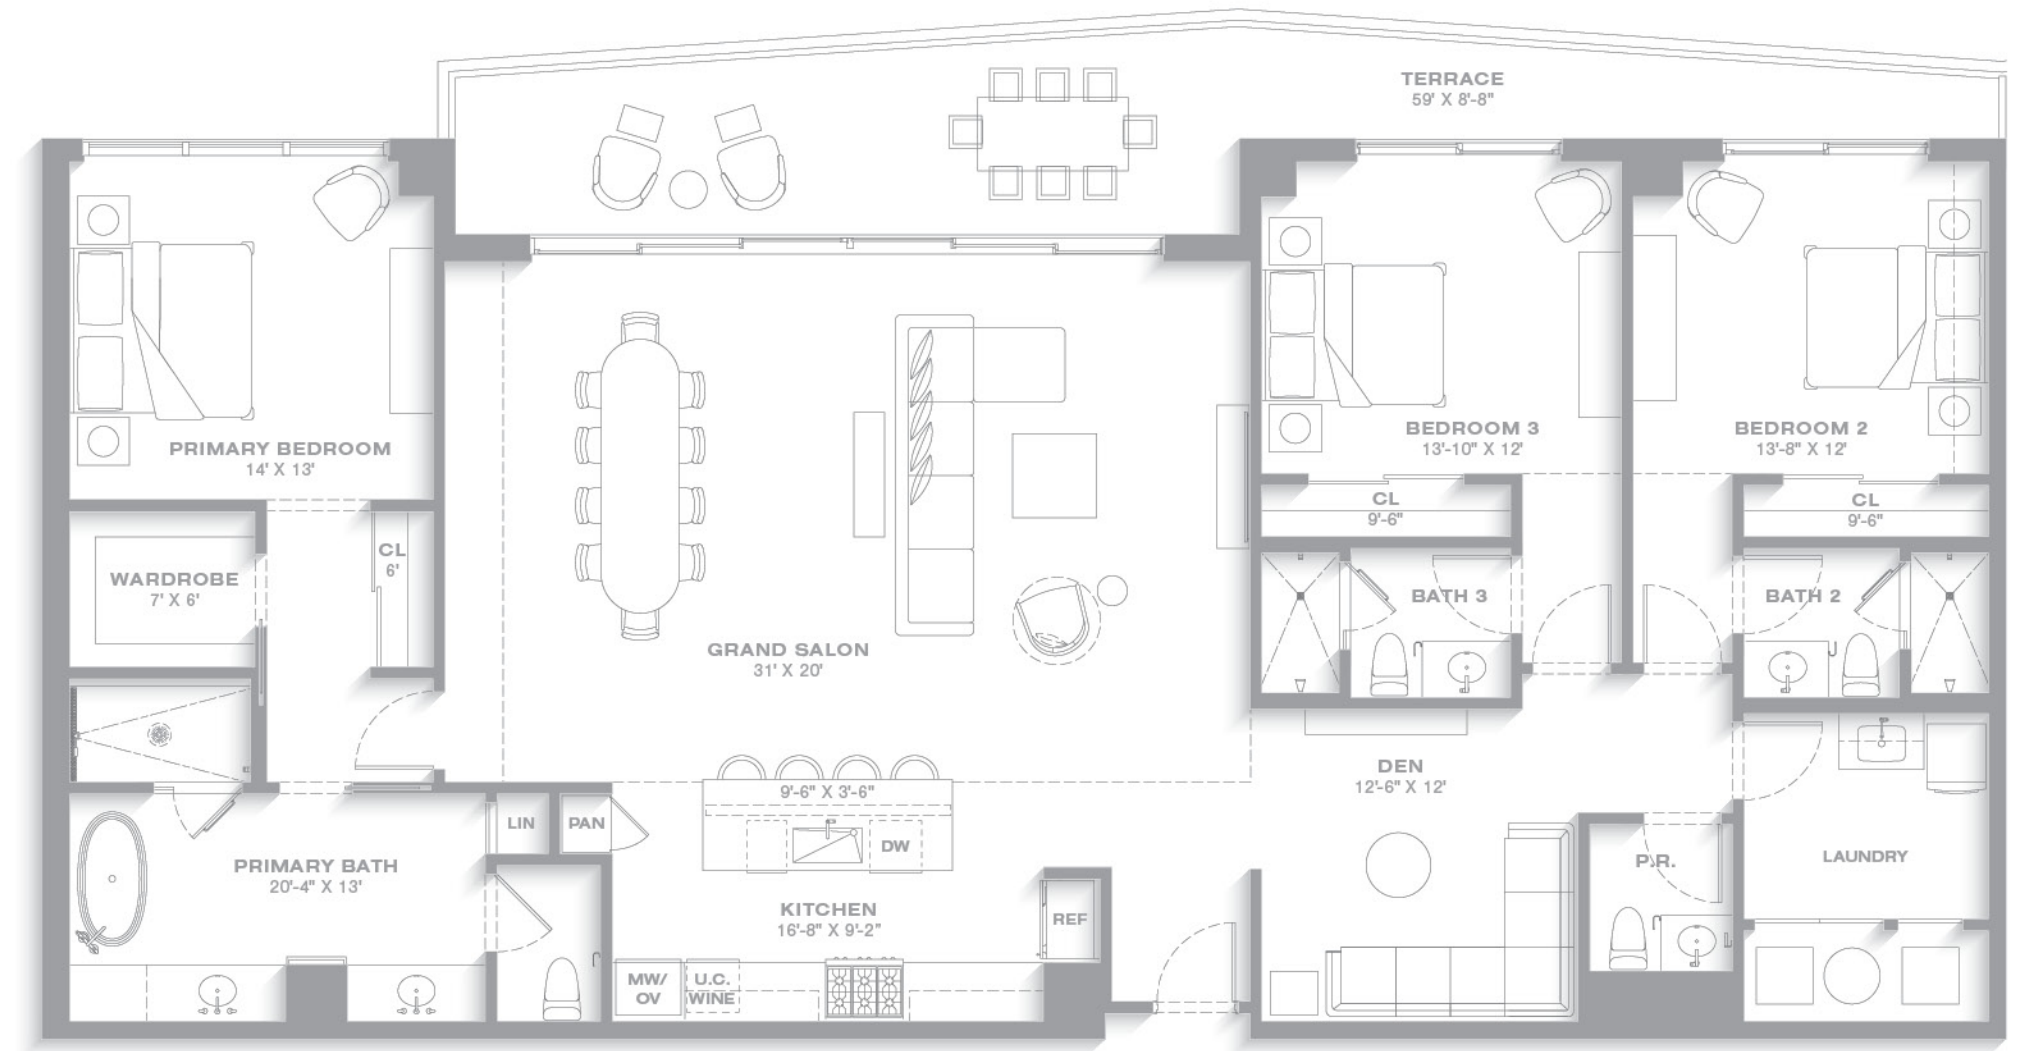 TERRACE
59' X 8'-8"
PRIMARY BEDROOM
14' X 13'
BEDROOM 3
13'-10" X 12'
BEDROOM 2
13'-8" X 12'
CL
9'-6"
CL
9'-6"
CL
6'
WARDROBE
7' X 6'
BATH 3
BATH 2
GRAND SALON
31' X 20'
DEN
12'-6" X 12'
9'-6" X 3'-6"
LIN
PAN
DW
PRIMARY BATH
20'-4" X 13'
P.R.
LAUNDRY
KITCHEN
16'-8" X 9'-2"
REF
MW/
OV
U.C.
WINE